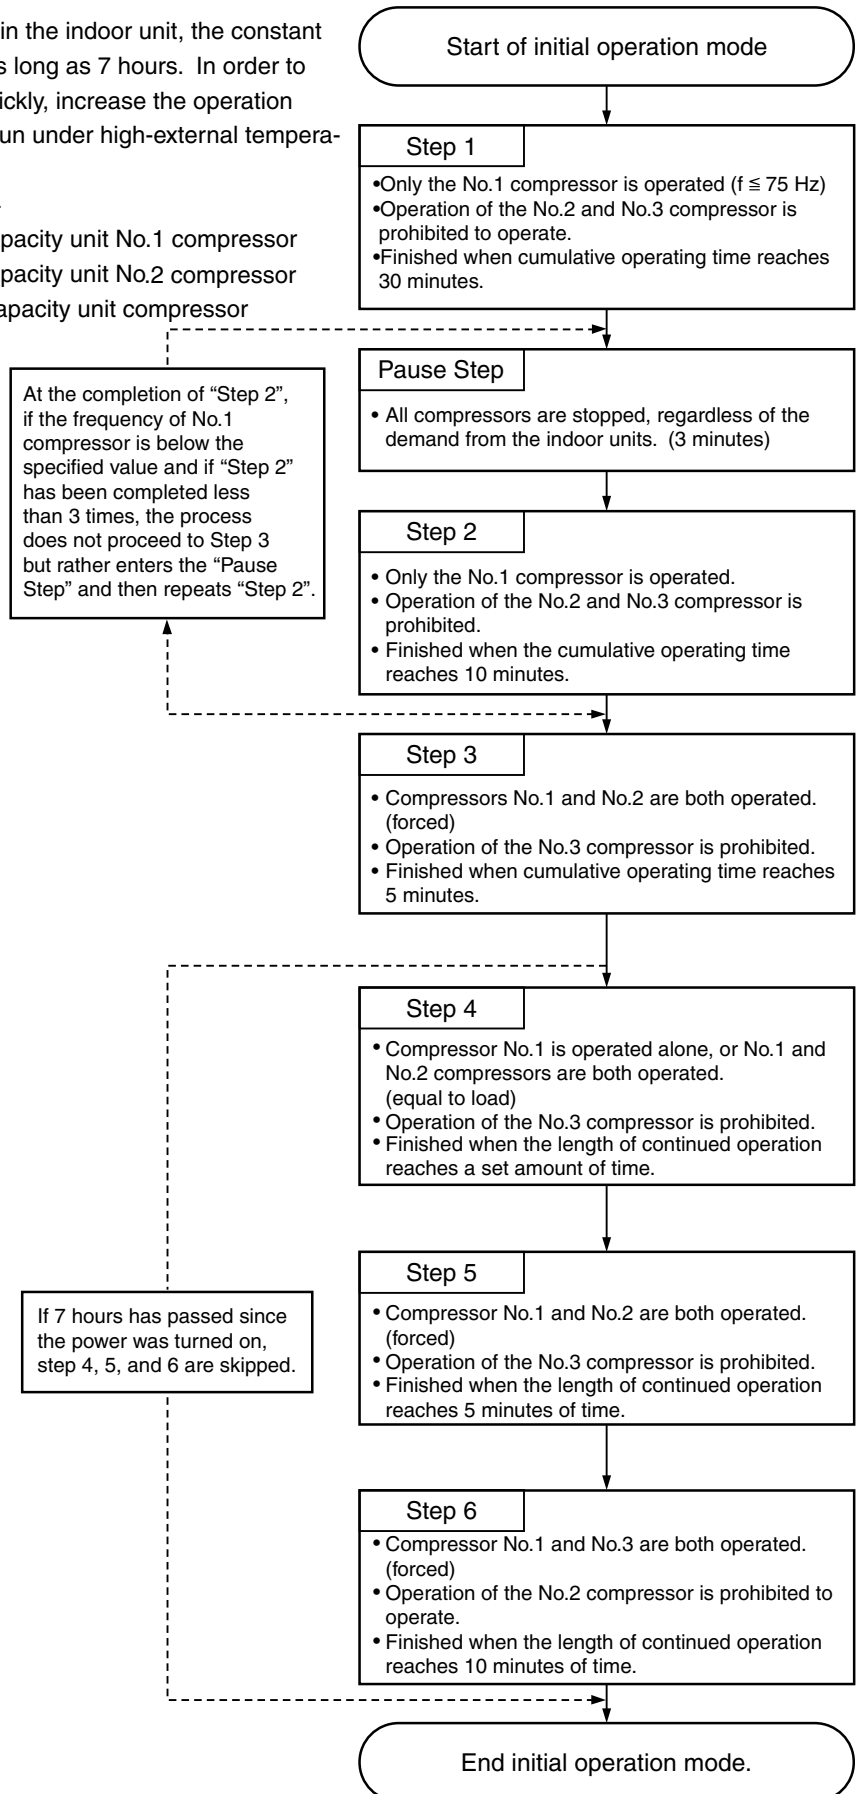 in the indoor unit, the constant
s long as 7 hours. In order to
ickly, increase the operation
un under high-external tempera-
pacity unit No.1 compressor
pacity unit No.2 compressor
apacity unit compressor
Start of initial operation mode
Step 1
•Only the No.1 compressor is operated (f ≦ 75 Hz)
•Operation of the No.2 and No.3 compressor is
prohibited to operate.
•Finished when cumulative operating time reaches
30 minutes.
Pause Step
• All compressors are stopped, regardless of the
demand from the indoor units. (3 minutes)
At the completion of “Step 2”,
if the frequency of No.1
compressor is below the
specified value and if “Step 2”
has been completed less
than 3 times, the process
does not proceed to Step 3
but rather enters the “Pause
Step” and then repeats “Step 2”.
Step 2
• Only the No.1 compressor is operated.
• Operation of the No.2 and No.3 compressor is
prohibited.
• Finished when the cumulative operating time
reaches 10 minutes.
Step 3
• Compressors No.1 and No.2 are both operated.
(forced)
• Operation of the No.3 compressor is prohibited.
• Finished when cumulative operating time reaches
5 minutes.
Step 4
• Compressor No.1 is operated alone, or No.1 and
No.2 compressors are both operated.
(equal to load)
• Operation of the No.3 compressor is prohibited.
• Finished when the length of continued operation
reaches a set amount of time.
Step 5
• Compressor No.1 and No.2 are both operated.
(forced)
• Operation of the No.3 compressor is prohibited.
• Finished when the length of continued operation
reaches 5 minutes of time.
If 7 hours has passed since
the power was turned on,
step 4, 5, and 6 are skipped.
Step 6
• Compressor No.1 and No.3 are both operated.
(forced)
• Operation of the No.2 compressor is prohibited to
operate.
• Finished when the length of continued operation
reaches 10 minutes of time.
End initial operation mode.